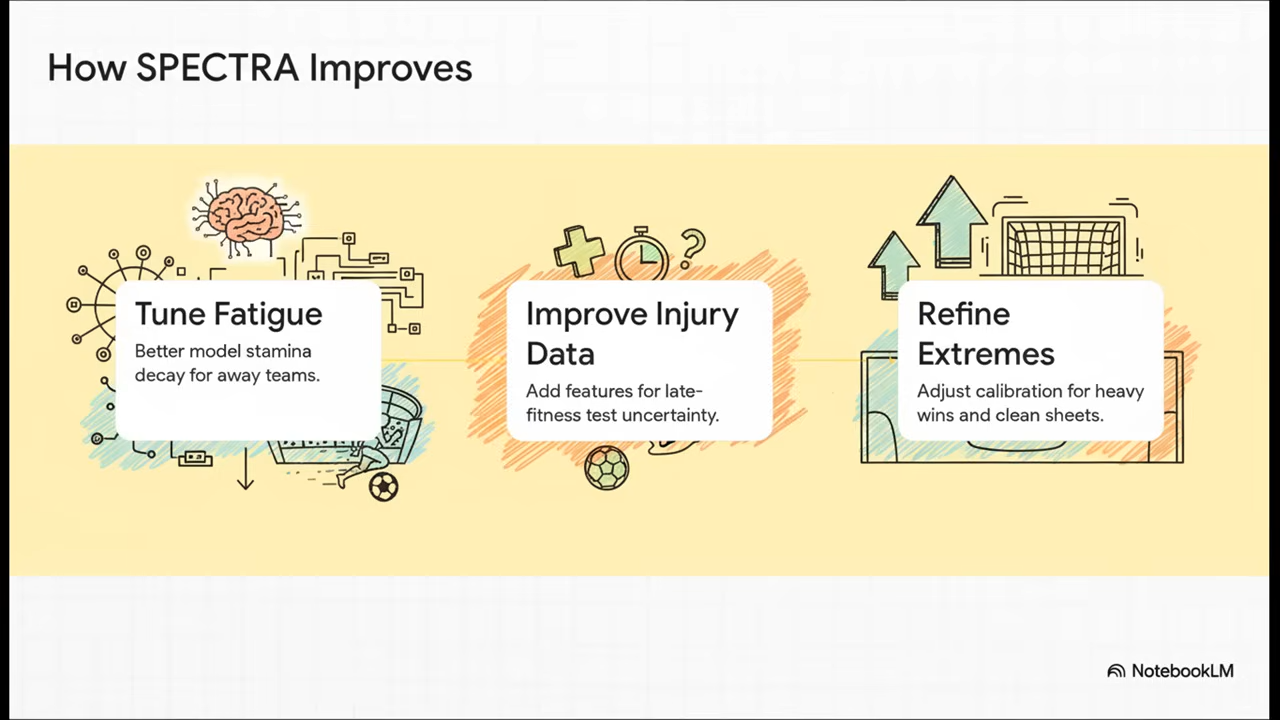 How SPECTRA Improves
Tune Fatigue
Better model stamina
decay for away teams.
Improve Injury
Data
Add features for late-
fitness test uncertainty.
Refine
Extremes
Adjust calibration for heavy
wins and clean sheets.
NotebookLM